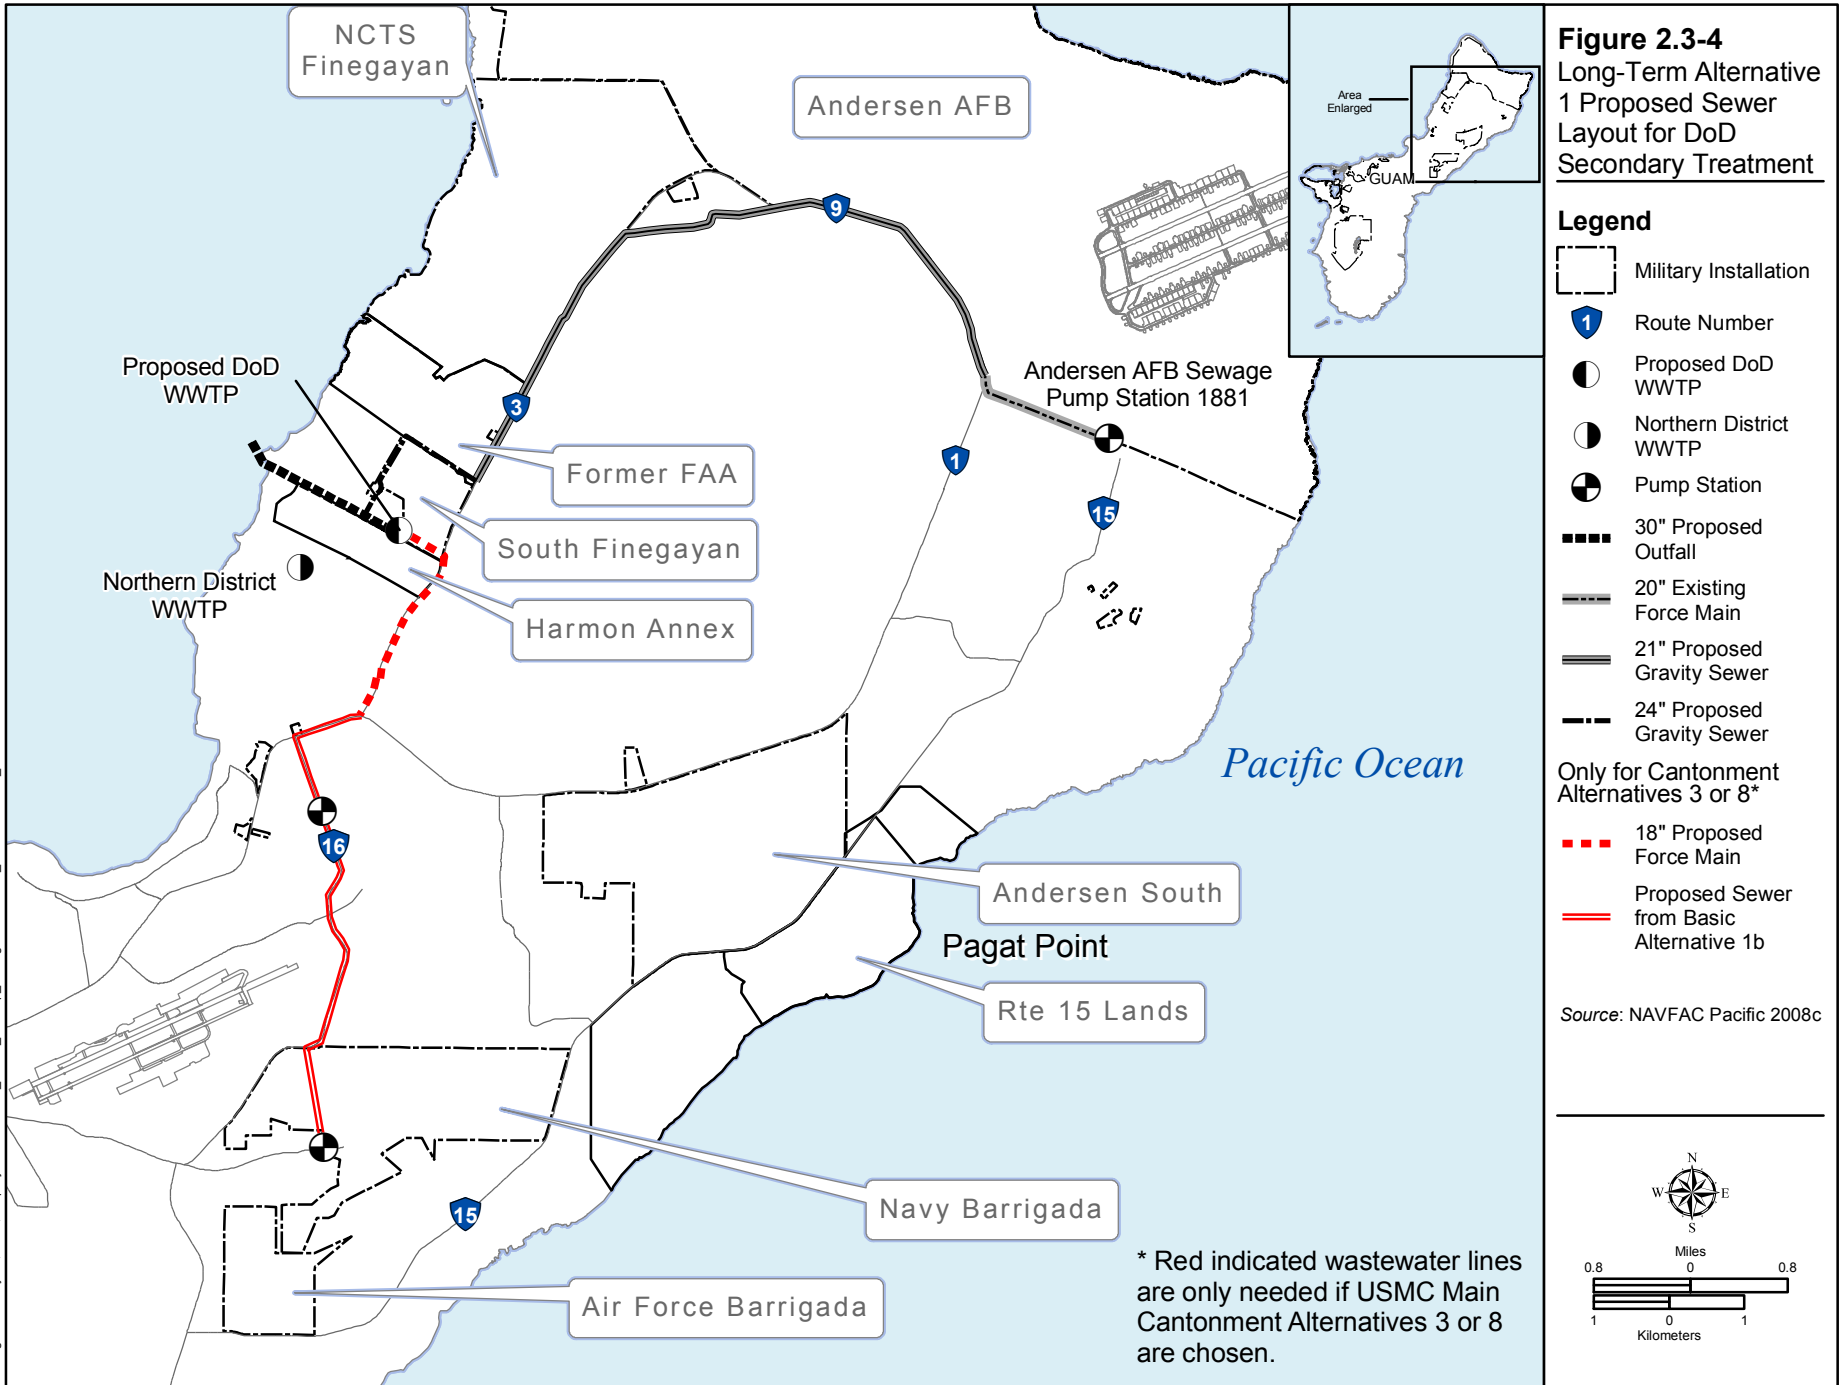 NCTS
Finegayan
Andersen AFB
9
Proposed DoD
WWTP
3
Former FAA
South Finegayan
Northern District
WWTP
Harmon Annex
Andersen AFB Sewage
Pump Station 1881
1
15
Pacific Ocean
16
Andersen South
Pagat Point
Rte 15 Lands
Navy Barrigada
15
Air Force Barrigada
* Red indicated wastewater lines
are only needed if USMC Main
Cantonment Alternatives 3 or 8
are chosen.
Area
Enlarged
GUAM
Figure 2.3-4
Long-Term Alternative
1 Proposed Sewer
Layout for DoD
Secondary Treatment
Legend
Military Installation
1
Route Number
Proposed DoD
WWTP
Northern District
WWTP
Pump Station
30" Proposed
Outfall
20" Existing
Force Main
21" Proposed
Gravity Sewer
24" Proposed
Gravity Sewer
Only for Cantonment
Alternatives 3 or 8*
18" Proposed
Force Main
Proposed Sewer
from Basic
Alternative 1b
Source: NAVFAC Pacific 2008c
N
W E
S
Miles
0.8 0 0.8
1 0 1
Kilometers